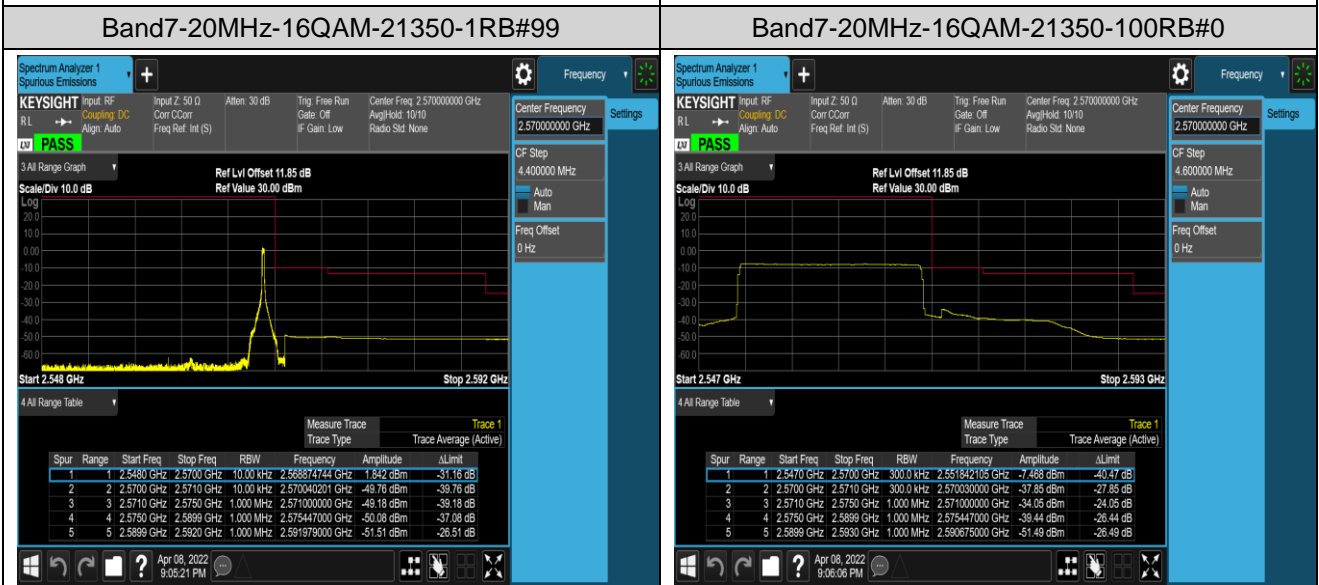 Band7-20MHz-16QAM-21350-1RB#99
Spectrum Analyzer 1
Spurious Emissions
Frequency
KEYSIGHT Input: RF Input Z: 50 Ω Atten: 30 dB Trig: Free Run Center Freq: 2.570000000 GHz
RL Coupling: DC Corr CCorr Gate: Off Avg|Hold: 10/10
Align: Auto Freq Ref: Int (S) IF Gain: Low Radio Std: None
LXI PASS
Center Frequency
2.570000000 GHz
Settings
CF Step
4.400000 MHz
Auto
Man
Freq Offset
0 Hz
3 All Range Graph
Ref Lvl Offset 11.85 dB
Scale/Div 10.0 dB Ref Value 30.00 dBm
Log
20.0
10.0
0.00
-10.0
-20.0
-30.0
-40.0
-50.0
-60.0
Start 2.548 GHz Stop 2.592 GHz
4 All Range Table
Measure Trace Trace 1
Trace Type Trace Average (Active)
Spur Range Start Freq Stop Freq RBW Frequency Amplitude ΔLimit
1 1 2.5480 GHz 2.5700 GHz 10.00 kHz 2.568874744 GHz 1.842 dBm -31.16 dB
2 2 2.5700 GHz 2.5710 GHz 10.00 kHz 2.570040201 GHz -49.76 dBm -39.76 dB
3 3 2.5710 GHz 2.5750 GHz 1.000 MHz 2.571000000 GHz -49.18 dBm -39.18 dB
4 4 2.5750 GHz 2.5899 GHz 1.000 MHz 2.575447000 GHz -50.08 dBm -37.08 dB
5 5 2.5899 GHz 2.5920 GHz 1.000 MHz 2.591979000 GHz -51.51 dBm -26.51 dB
Apr 08, 2022
9:05:21 PM
Band7-20MHz-16QAM-21350-100RB#0
Spectrum Analyzer 1
Spurious Emissions
Frequency
KEYSIGHT Input: RF Input Z: 50 Ω Atten: 30 dB Trig: Free Run Center Freq: 2.570000000 GHz
RL Coupling: DC Corr CCorr Gate: Off Avg|Hold: 10/10
Align: Auto Freq Ref: Int (S) IF Gain: Low Radio Std: None
LXI PASS
Center Frequency
2.570000000 GHz
Settings
CF Step
4.600000 MHz
Auto
Man
Freq Offset
0 Hz
3 All Range Graph
Ref Lvl Offset 11.85 dB
Scale/Div 10.0 dB Ref Value 30.00 dBm
Log
20.0
10.0
0.00
-10.0
-20.0
-30.0
-40.0
-50.0
-60.0
Start 2.547 GHz Stop 2.593 GHz
4 All Range Table
Measure Trace Trace 1
Trace Type Trace Average (Active)
Spur Range Start Freq Stop Freq RBW Frequency Amplitude ΔLimit
1 1 2.5470 GHz 2.5700 GHz 300.0 kHz 2.551842105 GHz -7.468 dBm -40.47 dB
2 2 2.5700 GHz 2.5710 GHz 300.0 kHz 2.570030000 GHz -37.85 dBm -27.85 dB
3 3 2.5710 GHz 2.5750 GHz 1.000 MHz 2.571000000 GHz -34.05 dBm -24.05 dB
4 4 2.5750 GHz 2.5899 GHz 1.000 MHz 2.575447000 GHz -39.44 dBm -26.44 dB
5 5 2.5899 GHz 2.5930 GHz 1.000 MHz 2.590675000 GHz -51.49 dBm -26.49 dB
Apr 08, 2022
9:06:06 PM